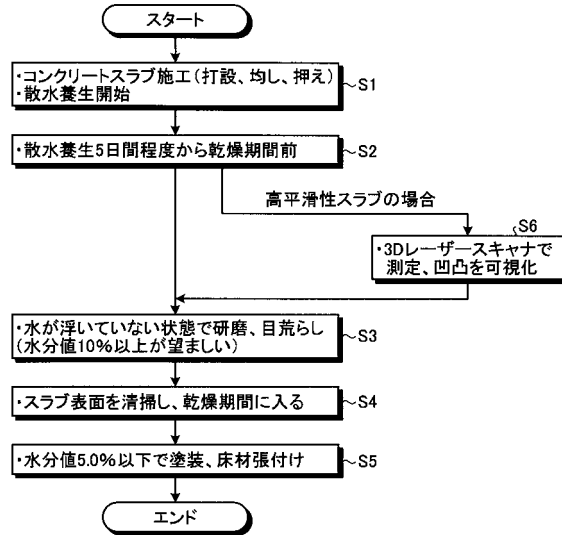 スタート
・コンクリートスラブ施工(打設、均し、押え)
・散水養生開始
S1
・散水養生5日間程度から乾燥期間前
S2
高平滑性スラブの場合
S6
・3Dレーザースキャナで
測定、凹凸を可視化
・水が浮いていない状態で研磨、目荒らし
(水分値10%以上が望ましい)
S3
・スラブ表面を清掃し、乾燥期間に入る
S4
・水分値5.0%以下で塗装、床材張付け
S5
エンド